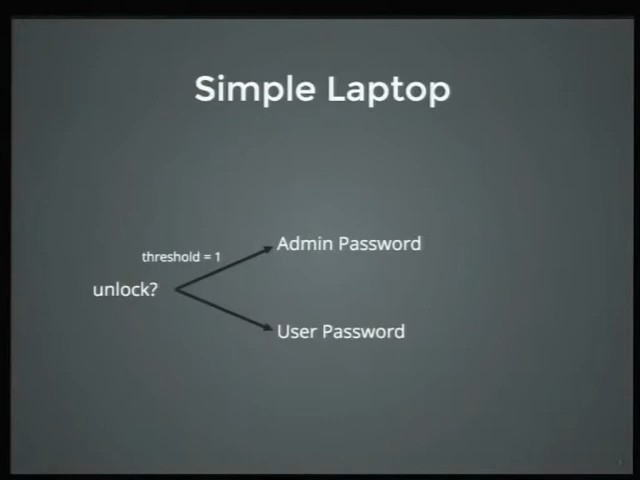 Simple Laptop
threshold = 1
Admin Password
unlock?
User Password